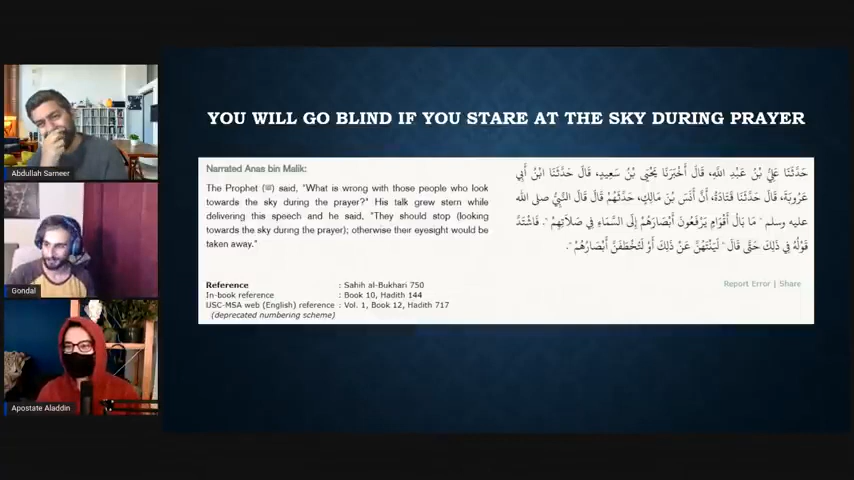 YOU WILL GO BLIND IF YOU STARE AT THE SKY DURING PRAYER
Narrated Anas bin Malik:
The Prophet (ﷺ) said, "What is wrong with those people who look
towards the sky during the prayer?" His talk grew stern while
delivering this speech and he said, "They should stop (looking
towards the sky during the prayer); otherwise their eyesight would be
taken away."
حَدَّثَنَا عَلِيُّ بْنُ عَبْدِ اللَّهِ، قَالَ أَخْبَرَنَا يَحْيَى بْنُ سَعِيدٍ، قَالَ حَدَّثَنَا ابْنُ أَبِي
عَرُوبَةَ، قَالَ حَدَّثَنَا قَتَادَةُ، أَنَّ أَنَسَ بْنَ مَالِكٍ، حَدَّثَهُمْ قَالَ قَالَ النَّبِيُّ صلى الله
عليه وسلم " مَا بَالُ أَقْوَامٍ يَرْفَعُونَ أَبْصَارَهُمْ إِلَى السَّمَاءِ فِي صَلاَتِهِمْ ". فَاشْتَدَّ
قَوْلُهُ فِي ذَلِكَ حَتَّى قَالَ " لَيَنْتَهُنَّ عَنْ ذَلِكَ أَوْ لَتُخْطَفَنَّ أَبْصَارُهُمْ ".
Reference : Sahih al-Bukhari 750
In-book reference : Book 10, Hadith 144
USC-MSA web (English) reference : Vol. 1, Book 12, Hadith 717
(deprecated numbering scheme)
Report Error | Share
Abdullah Sameer
Gondal
Apostate Aladdin